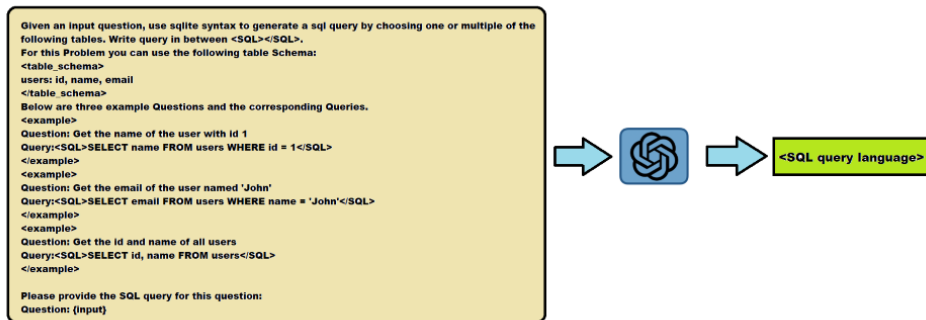 Given an input question, use sqlite syntax to generate a sql query by choosing one or multiple of the
following tables. Write query in between <SQL></SQL>.
For this Problem you can use the following table Schema:
<table_schema>
users: id, name, email
</table_schema>
Below are three example Questions and the corresponding Queries.
<example>
Question: Get the name of the user with id 1
Query:<SQL>SELECT name FROM users WHERE id = 1</SQL>
</example>
<example>
Question: Get the email of the user named 'John'
Query:<SQL>SELECT email FROM users WHERE name = 'John'</SQL>
</example>
<example>
Question: Get the id and name of all users
Query:<SQL>SELECT id, name FROM users</SQL>
</example>
Please provide the SQL query for this question:
Question: {input}
<SQL query language>